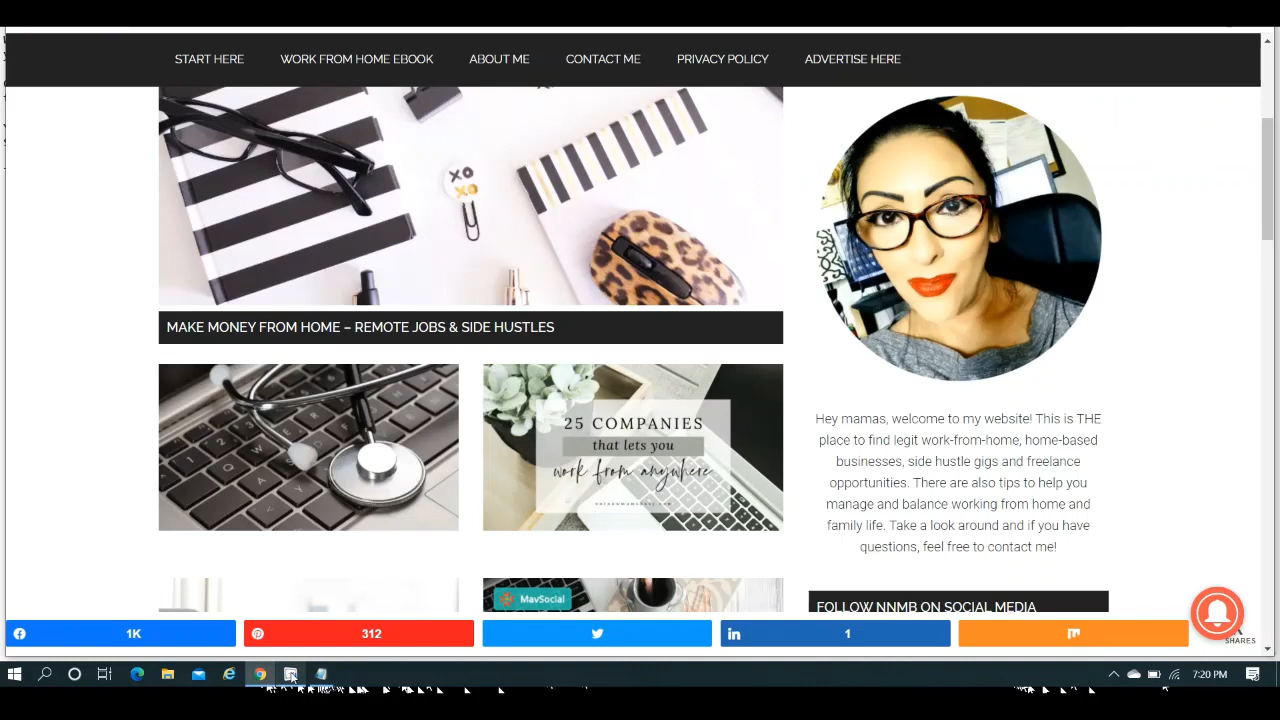 START HERE WORK FROM HOME EBOOK ABOUT ME CONTACT ME PRIVACY POLICY ADVERTISE HERE
XO
XO
MAKE MONEY FROM HOME – REMOTE JOBS & SIDE HUSTLES
25 COMPANIES
that lets you
work from anywhere
Hey mamas, welcome to my website! This is THE
place to find legit work-from-home, home-based
businesses, side hustle gigs and freelance
opportunities. There are also tips to help you
manage and balance working from home and
family life. Take a look around and if you have
questions, feel free to contact me!
MavSocial
FOLLOW NNMB ON SOCIAL MEDIA
1K 312 1
SHARES
7:20 PM